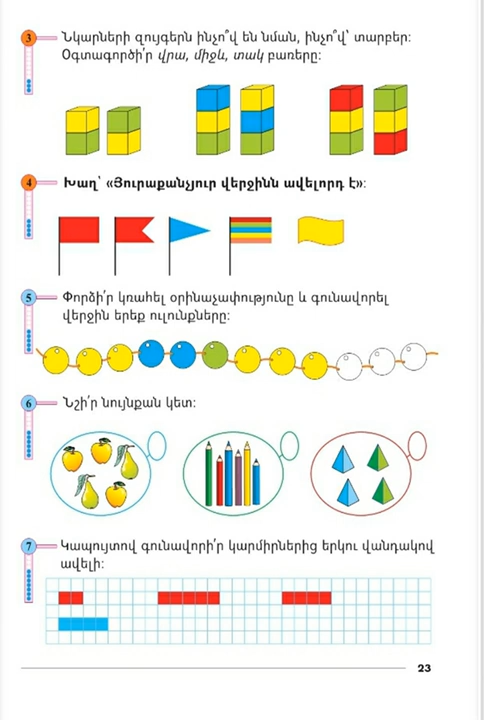 3 Նկարների զույգերն ինչո՞վ են նման, ինչո՞վ՝ տարբեր:
Օգտագործի՛ր վրա, միջև, տակ բառերը:
4 Խաղ՝ «Յուրաքանչյուր վերջինն ավելորդ է»:
5 Փորձի՛ր կռահել օրինաչափությունը և գունավորել
վերջին երեք ուլունքները:
6 Նշի՛ր նույնքան կետ:
7 Կապույտով գունավորի՛ր կարմիրներից երկու վանդակով
ավելի:
23